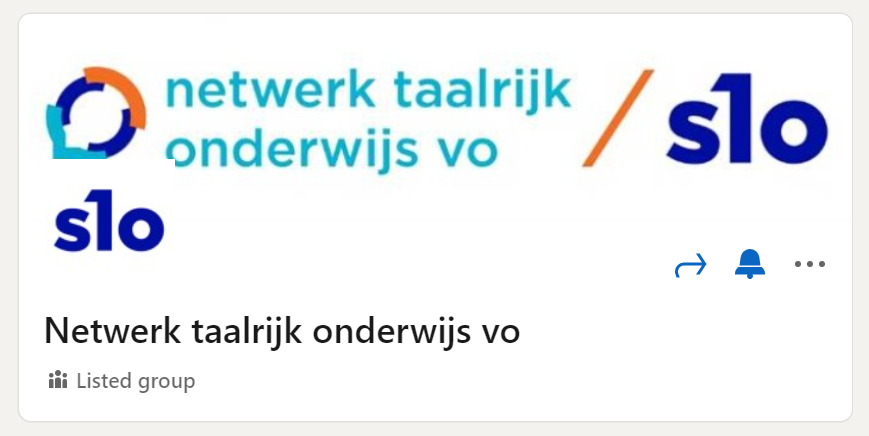 netwerk taalrijk
onderwijs vo
slo
slo
Netwerk taalrijk onderwijs vo
Listed group